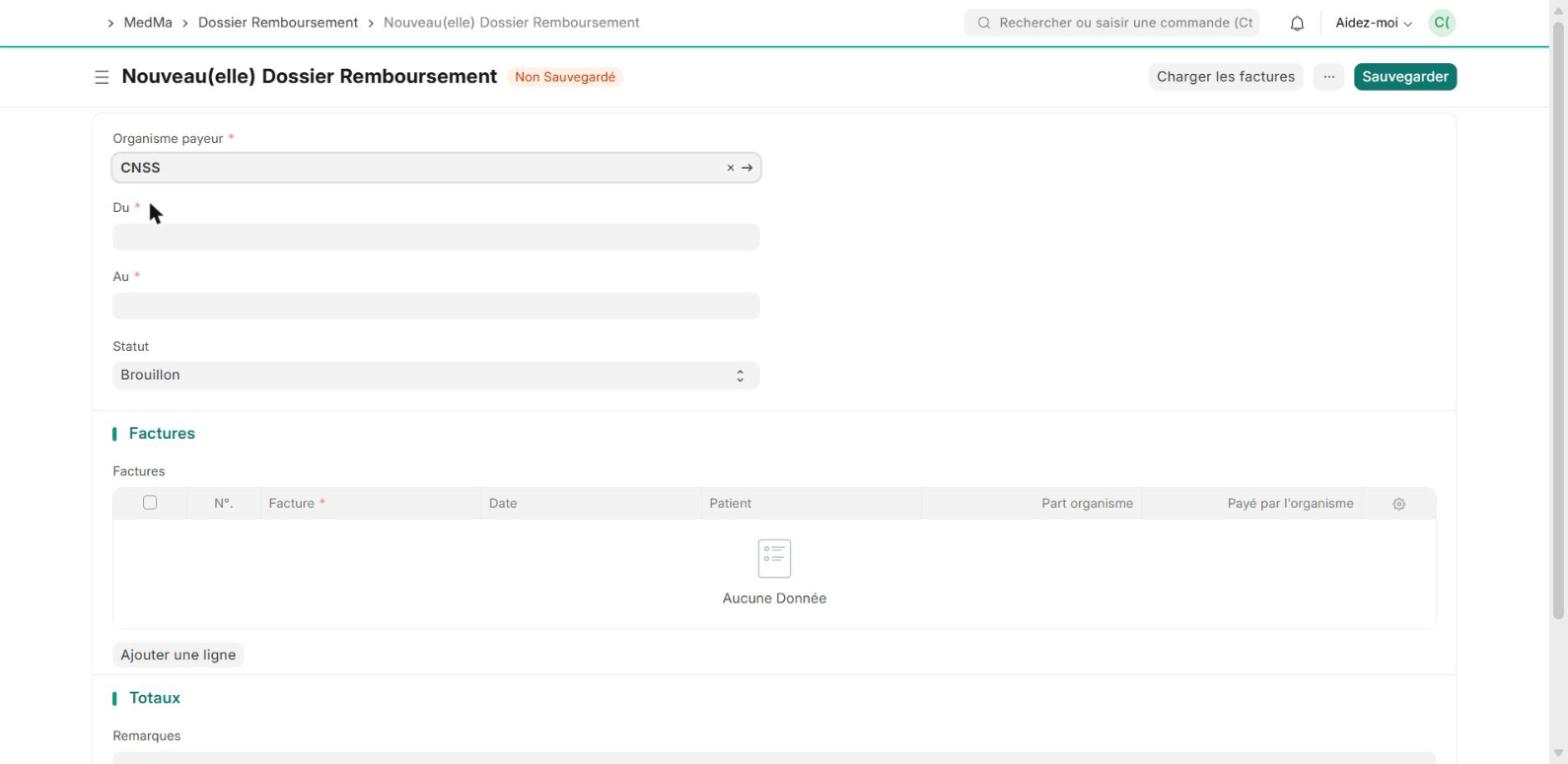 MedMa > Dossier Remboursement > Nouveau(elle) Dossier Remboursement
Rechercher ou saisir une commande (Ct
Aidez-moi
C(
Nouveau(elle) Dossier Remboursement
Non Sauvegardé
Charger les factures
···
Sauvegarder
Organisme payeur *
CNSS
Du *
Au *
Statut
Brouillon
Factures
Factures
N°. Facture * Date Patient Part organisme Payé par l'organisme
Aucune Donnée
Ajouter une ligne
Totaux
Remarques